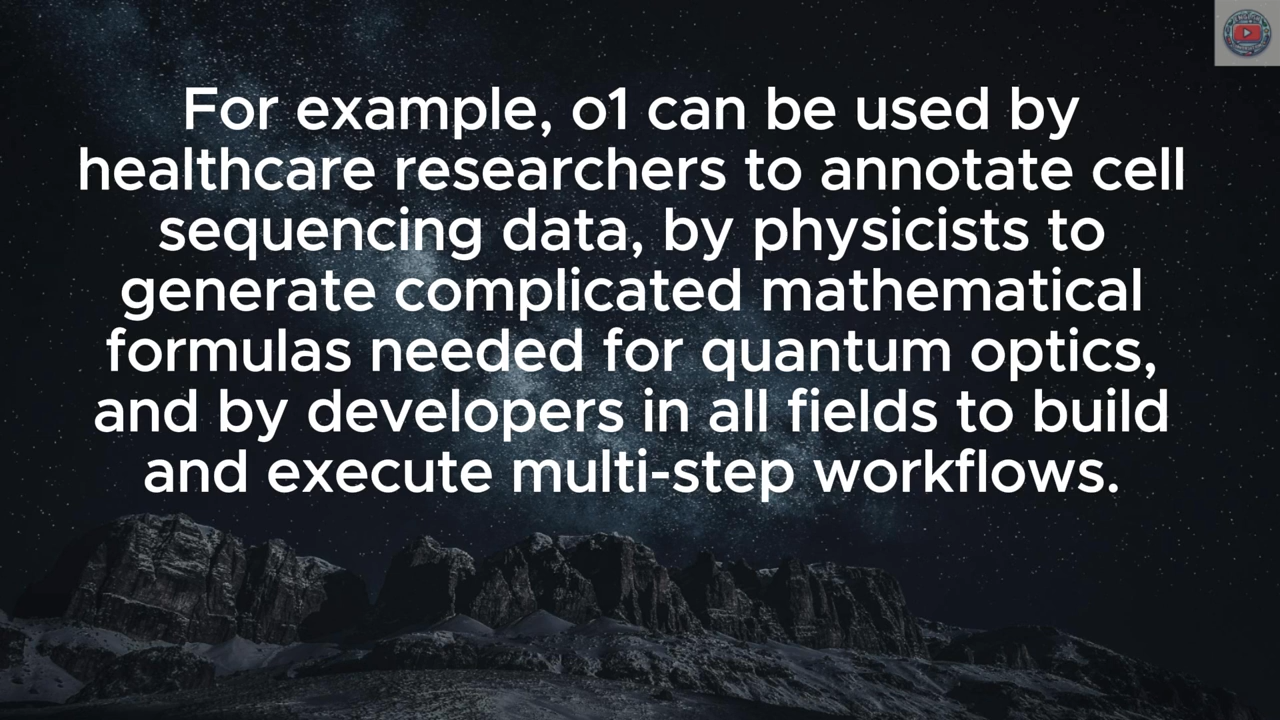 For example, o1 can be used by
healthcare researchers to annotate cell
sequencing data, by physicists to
generate complicated mathematical
formulas needed for quantum optics,
and by developers in all fields to build
and execute multi-step workflows.